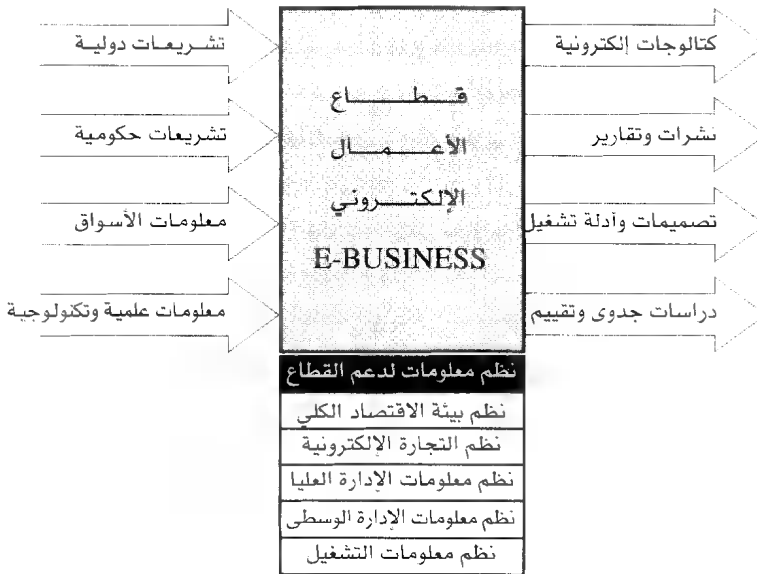 كتالوجات إلكترونية
نشرات وتقارير
تصميمات وأدلة تشغيل
دراسات جدوى وتقييم
قطاع
الأعمال
الإلكتروني
E-BUSINESS
تشريعات دولية
تشريعات حكومية
معلومات الأسواق
معلومات علمية وتكنولوجية
نظم معلومات لدعم القطاع
نظم بيئة الاقتصاد الكلي
نظم التجارة الإلكترونية
نظم معلومات الإدارة العليا
نظم معلومات الإدارة الوسطى
نظم معلومات التشغيل